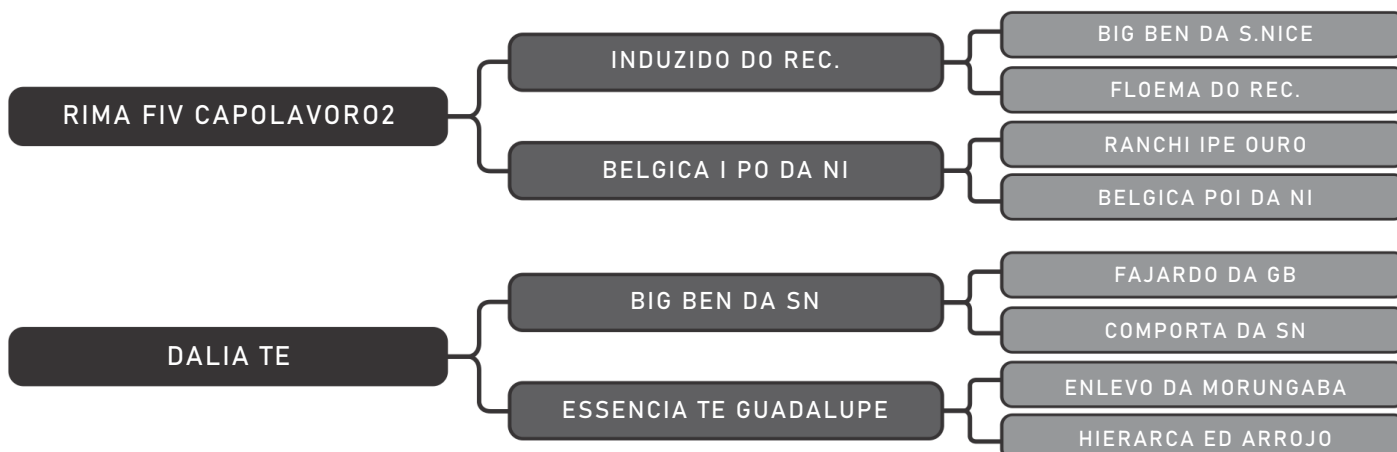 RIMA FIV CAPOLAVORO2
INDUZIDO DO REC.
BIG BEN DA S.NICE
FLOEMA DO REC.
BELGICA I PO DA NI
RANCHI IPE OURO
BELGICA POI DA NI
DALIA TE
BIG BEN DA SN
FAJARDO DA GB
COMPORTA DA SN
ESSENCIA TE GUADALUPE
ENLEVO DA MORUNGABA
HIERARCA ED ARROJO